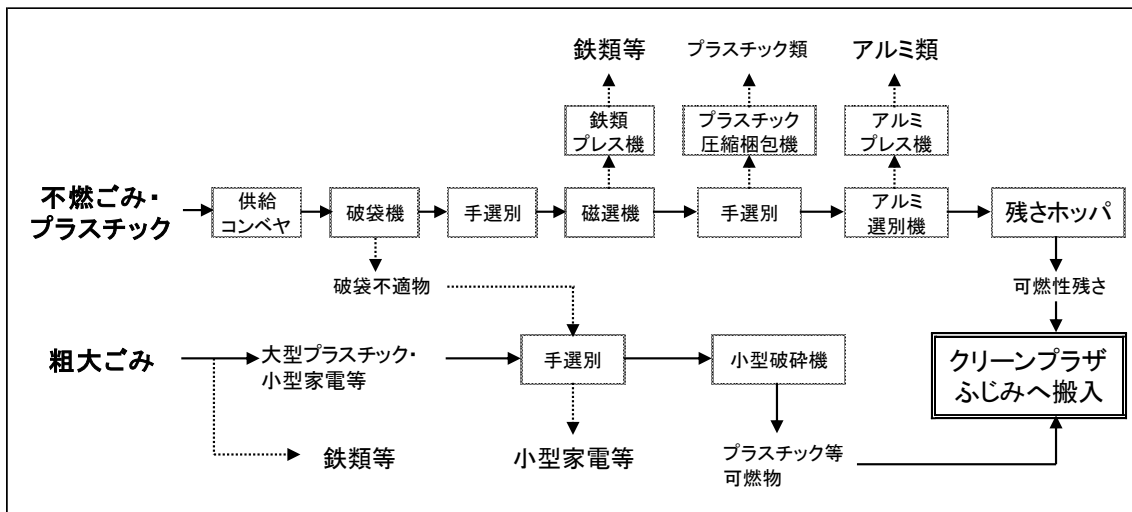 鉄類等
プラスチック類
アルミ類
鉄類
プレス機
プラスチック
圧縮梱包機
アルミ
プレス機
不燃ごみ・
プラスチック
供給
コンベヤ
破袋機
手選別
磁選機
手選別
アルミ
選別機
残さホッパ
破袋不適物
可燃性残さ
粗大ごみ
大型プラスチック・
小型家電等
手選別
小型破砕機
クリーンプラザ
ふじみへ搬入
鉄類等
小型家電等
プラスチック等
可燃物